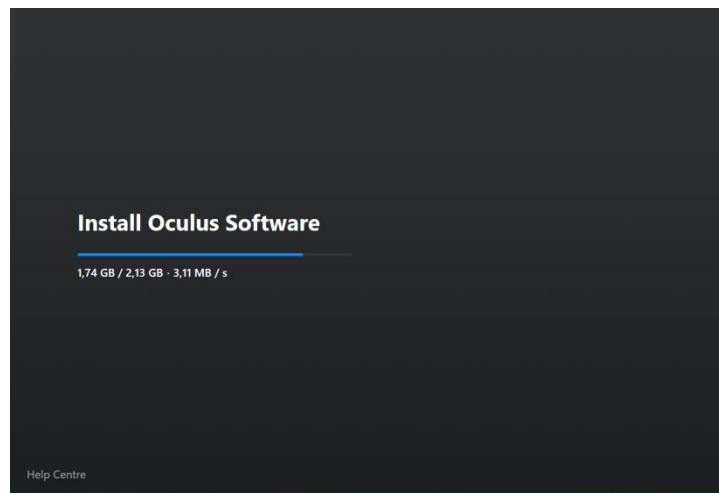 Install Oculus Software
1,74 GB / 2,13 GB · 3,11 MB / s
Help Centre